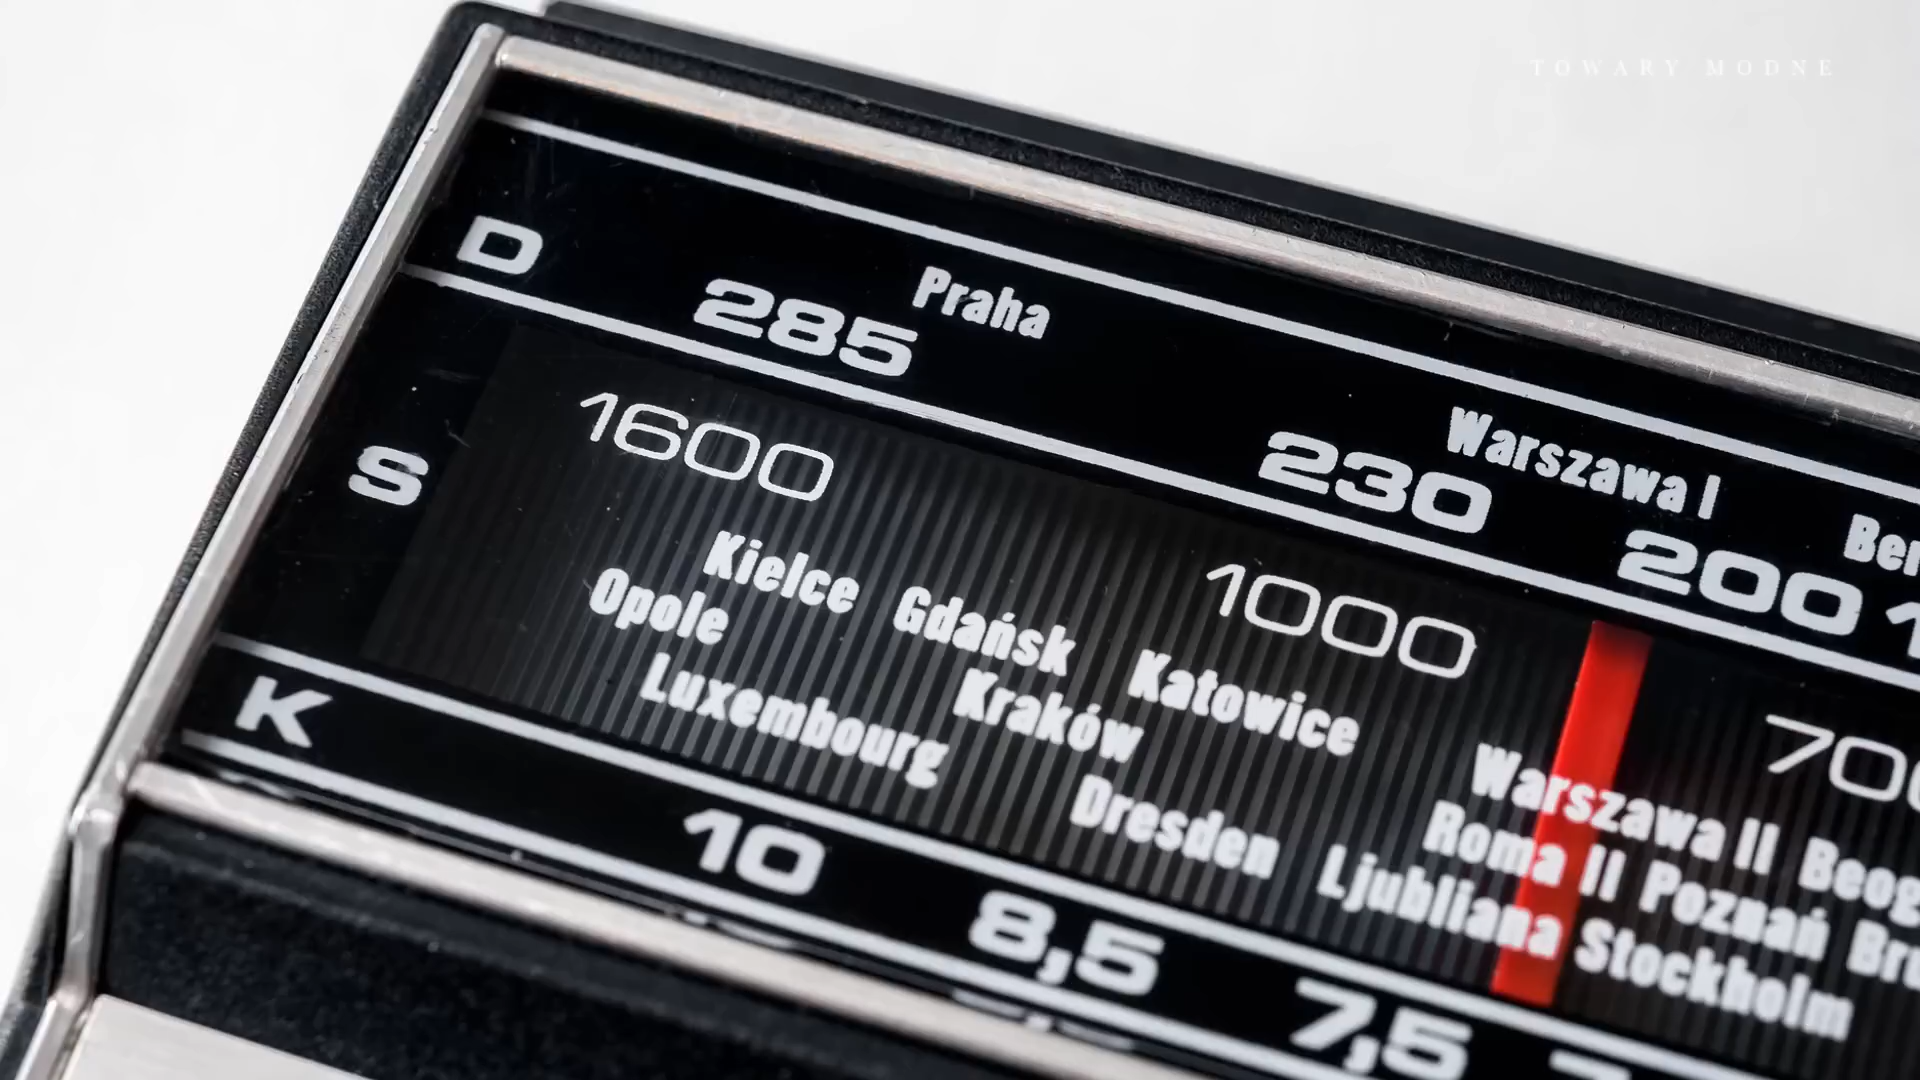 TOWARY MODNE
D Praha Warszawa I
285 230 200
S 1600 1000
Kielce Gdańsk Katowice Warszawa II
Opole Kraków Roma II Poznań
Luxembourg Dresden Ljubliana Stockholm
K 10 8,5 7,5